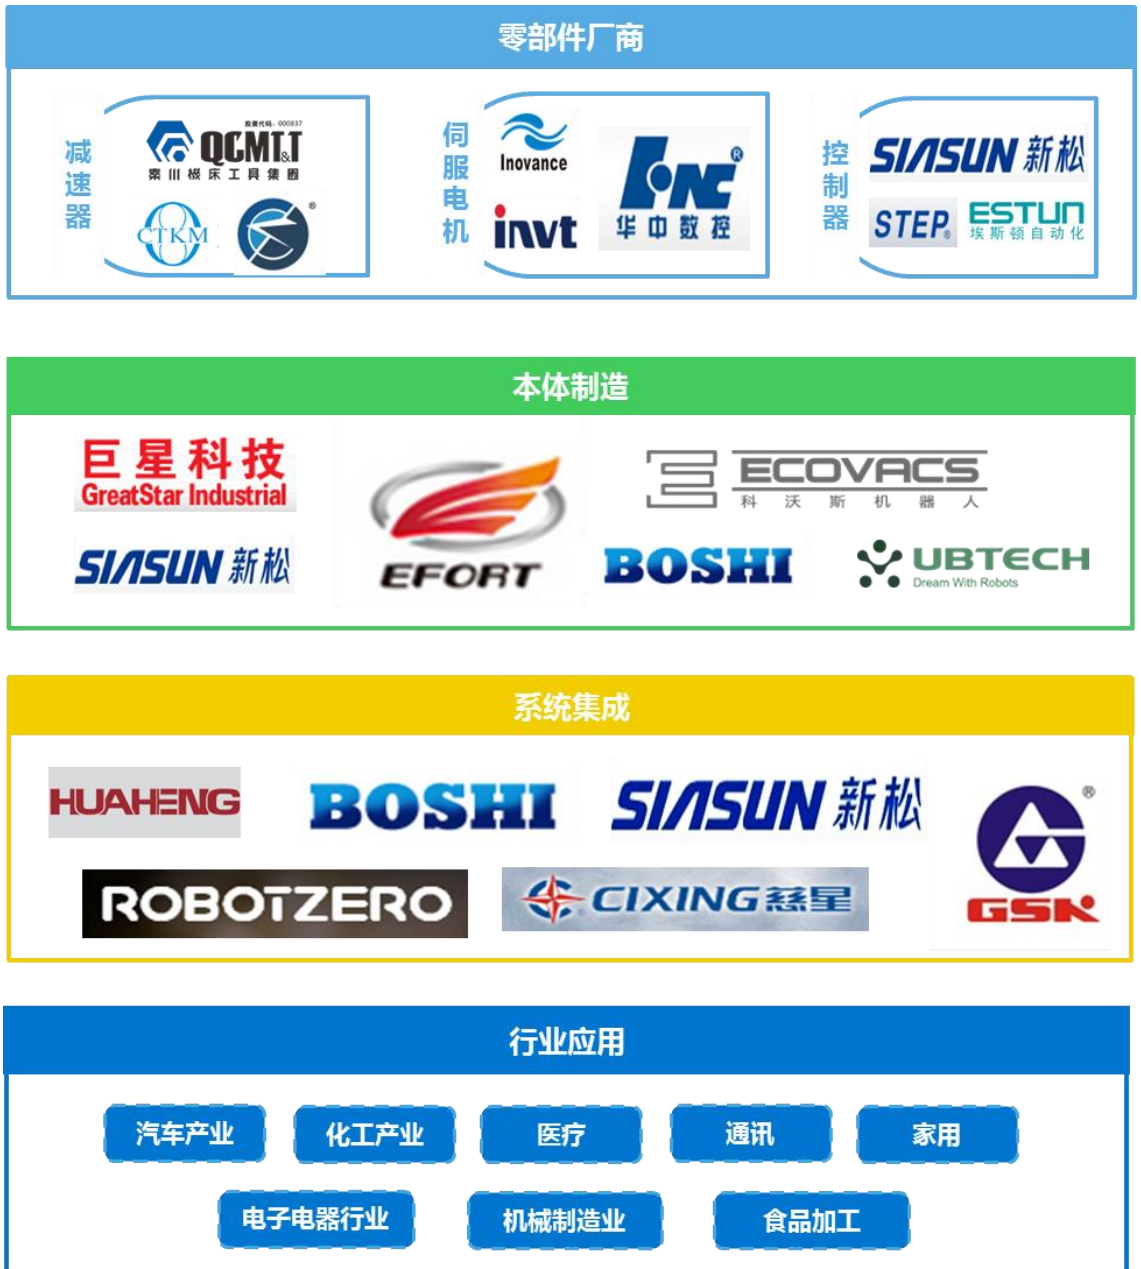 零部件厂商
减速器
股票代码:000837
QCMT&T
秦川机床工具集团
CTKM
伺服电机
Inovance
invt
HNC®
华中数控
控制器
SIASUN 新松
STEP®
ESTUN
埃斯顿自动化
本体制造
巨星科技
GreatStar Industrial
SIASUN 新松
EFORT
ECOVACS
科沃斯机器人
BOSHI
UBTECH
Dream With Robots
系统集成
HUAHENG
BOSHI
SIASUN 新松
ROBOTZERO
CIXING 慈星
®
GSK
行业应用
汽车产业
化工产业
医疗
通讯
家用
电子电器行业
机械制造业
食品加工